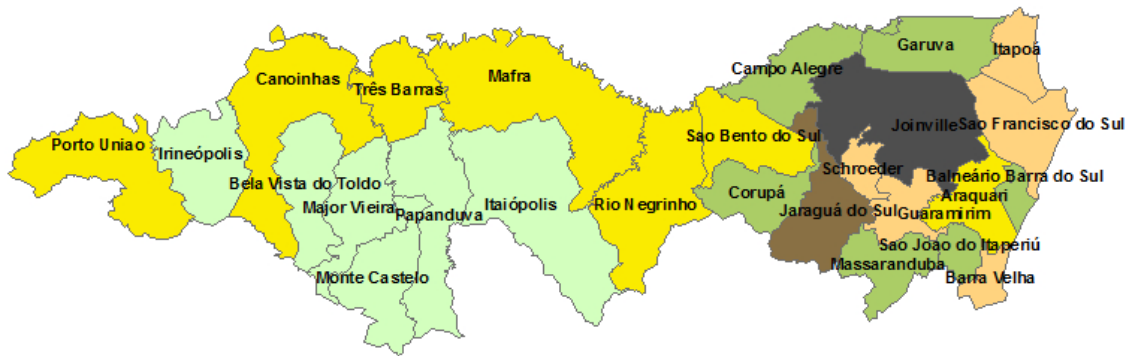 Garuva
Itapoá
Campo Alegre
Canoinhas
Mafra
Três Barras
Joinville
Sao Francisco do Sul
Sao Bento do Sul
Porto Uniao
Irineópolis
Schroeder
Balneário Barra do Sul
Bela Vista do Toldo
Corupá
Araquari
Major Vieira
Papanduva
Itaiópolis
Rio Negrinho
Jaraguá do Sul
Guaramirim
Sao João do Itaperiú
Massaranduba
Monte Castelo
Barra Velha